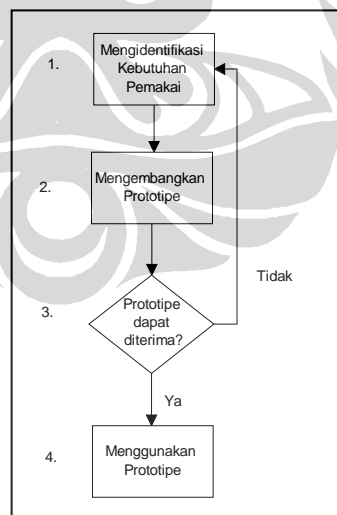 1.
Mengidentifikasi
Kebutuhan
Pemakai
2.
Mengembangkan
Prototipe
Tidak
3.
Prototipe
dapat
diterima?
Ya
4.
Menggunakan
Prototipe